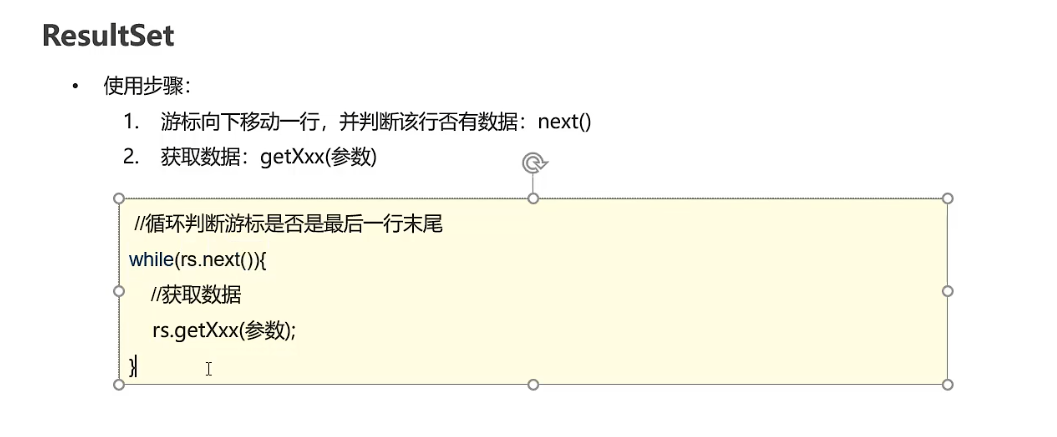 ResultSet
• 使用步骤：
1. 游标向下移动一行，并判断该行否有数据：next()
2. 获取数据：getXxx(参数)
//循环判断游标是否是最后一行末尾
while(rs.next()){
//获取数据
rs.getXxx(参数);
}